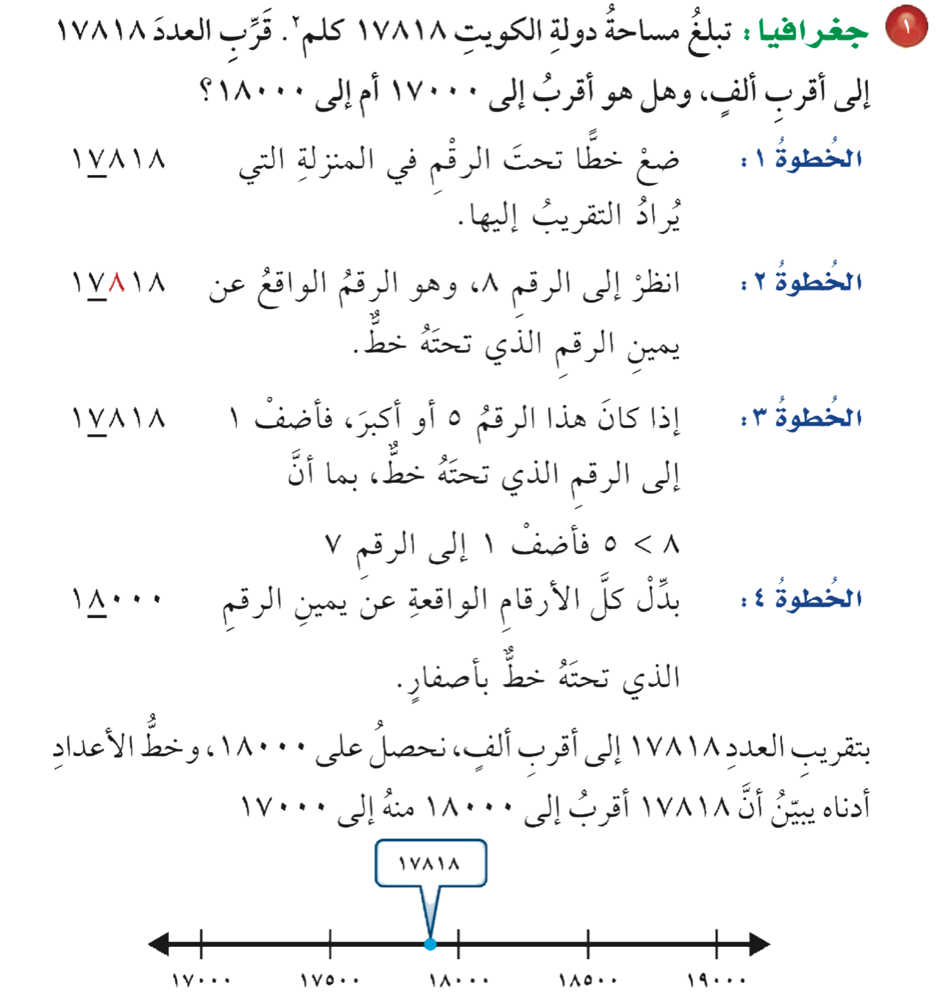 ١ جغرافيا: تبلغُ مساحةُ دولةِ الكويتِ ١٧٨١٨ كلم٢. قَرِّبِ العددَ ١٧٨١٨
إلى أقربِ ألفٍ، وهل هو أقربُ إلى ١٧٠٠٠ أم إلى ١٨٠٠٠؟
الخُطوةُ ١: ضعْ خطًّا تحتَ الرقْمِ في المنزلةِ التي ١٧٨١٨
يُرادُ التقريبُ إليها.
الخُطوةُ ٢: انظرْ إلى الرقمِ ٨، وهو الرقمُ الواقعُ عن ١٧٨١٨
يمينِ الرقمِ الذَي تحتَهُ خطٌّ.
الخُطوةُ ٣: إذا كانَ هذا الرقمُ ٥ أو أكبرَ، فأضفْ ١ ١٧٨١٨
إلى الرقمِ الذي تحتَهُ خطٌّ، بما أنَّ
٨ > ٥ فأضفْ ١ إلى الرقمِ ٧
الخُطوةُ ٤: بدِّلْ كلَّ الأرقامِ الواقعةِ عنَ يمينِ الرقمِ ١٨٠٠٠
الذي تحتَهُ خطٌّ بأصفارٍ.
بتقريبِ العددِ ١٧٨١٨ إلى أقربِ ألفٍ، نحصلُ على ١٨٠٠٠، وخطُّ الأعدادِ
أدناه يبيّنُ أنَّ ١٧٨١٨ أقربُ إلى ١٨٠٠٠ منهُ إلى ١٧٠٠٠
١٧٨١٨
١٧٠٠٠ ١٧٥٠٠ ١٨٠٠٠ ١٨٥٠٠ ١٩٠٠٠